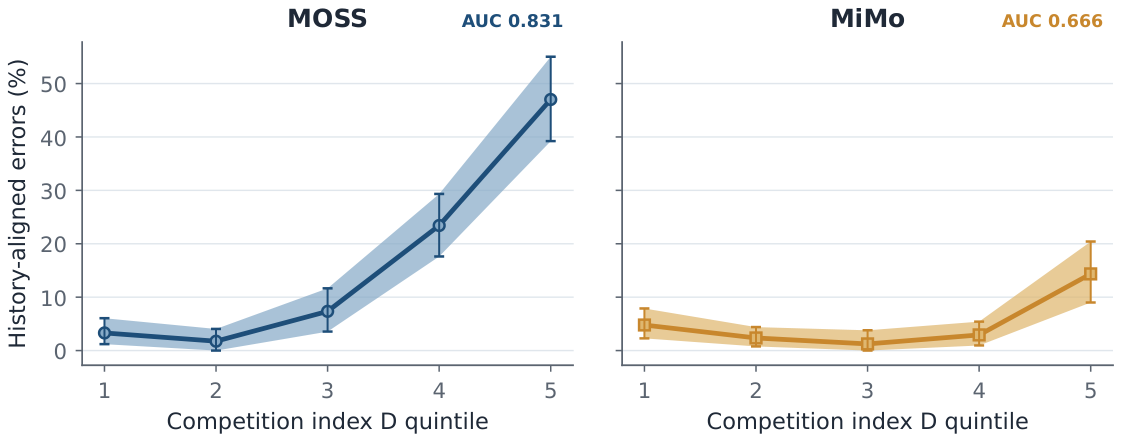 MOSS
AUC 0.831
MiMo
AUC 0.666
History-aligned errors (%)
50
40
30
20
10
0
1 2 3 4 5
1 2 3 4 5
Competition index D quintile
Competition index D quintile